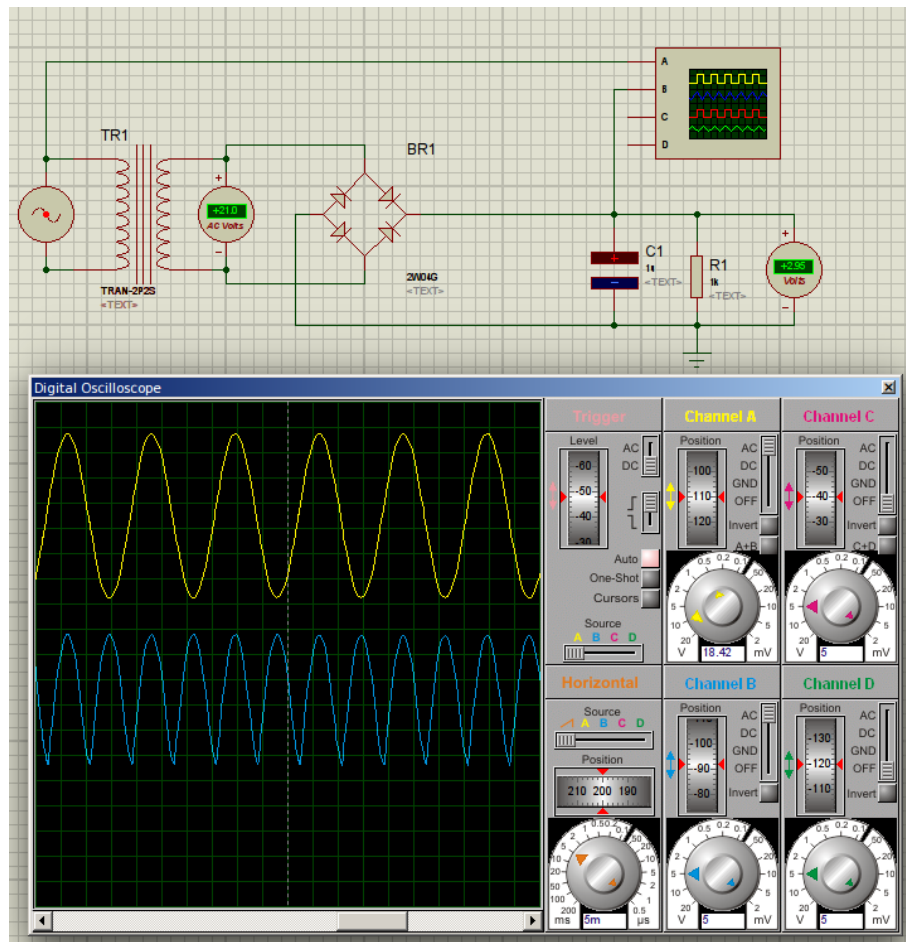 A
B
C
D
TR1
BR1
+21.0
AC Volts
TRAN-2P2S
<TEXT>
2W04G
<TEXT>
C1
1u
<TEXT>
R1
1k
<TEXT>
+2.95
Volts
Digital Oscilloscope
Trigger
Level
AC
DC
-60
-50
-40
-30
Auto
One-Shot
Cursors
Source
A B C D
Channel A
Position
AC
DC
GND
OFF
100
110
120
Invert
A+B
V 18.42 mV
Channel C
Position
AC
DC
GND
OFF
-50
-40
-30
Invert
C+D
V 5 mV
Horizontal
Source
A B C D
Position
210 200 190
ms 5m µs
Channel B
Position
AC
DC
GND
OFF
-100
-90
-80
Invert
V 5 mV
Channel D
Position
AC
DC
GND
OFF
-130
-120
-110
Invert
V 5 mV